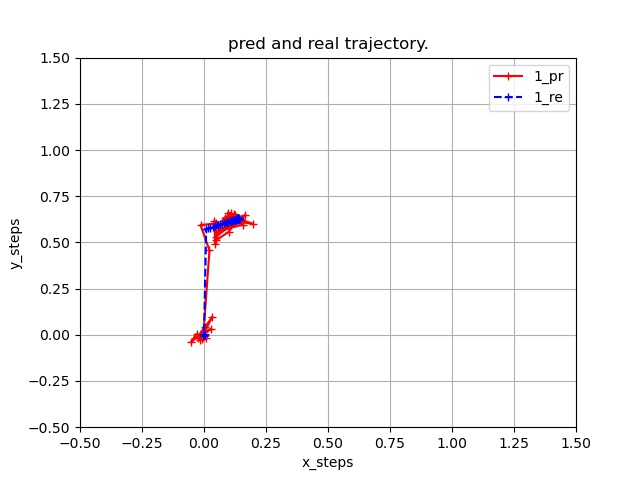 pred and real trajectory.
1.50
1.25
1.00
0.75
0.50
0.25
0.00
−0.25
−0.50
y_steps
1_pr
1_re
−0.50 −0.25 0.00 0.25 0.50 0.75 1.00 1.25 1.50
x_steps